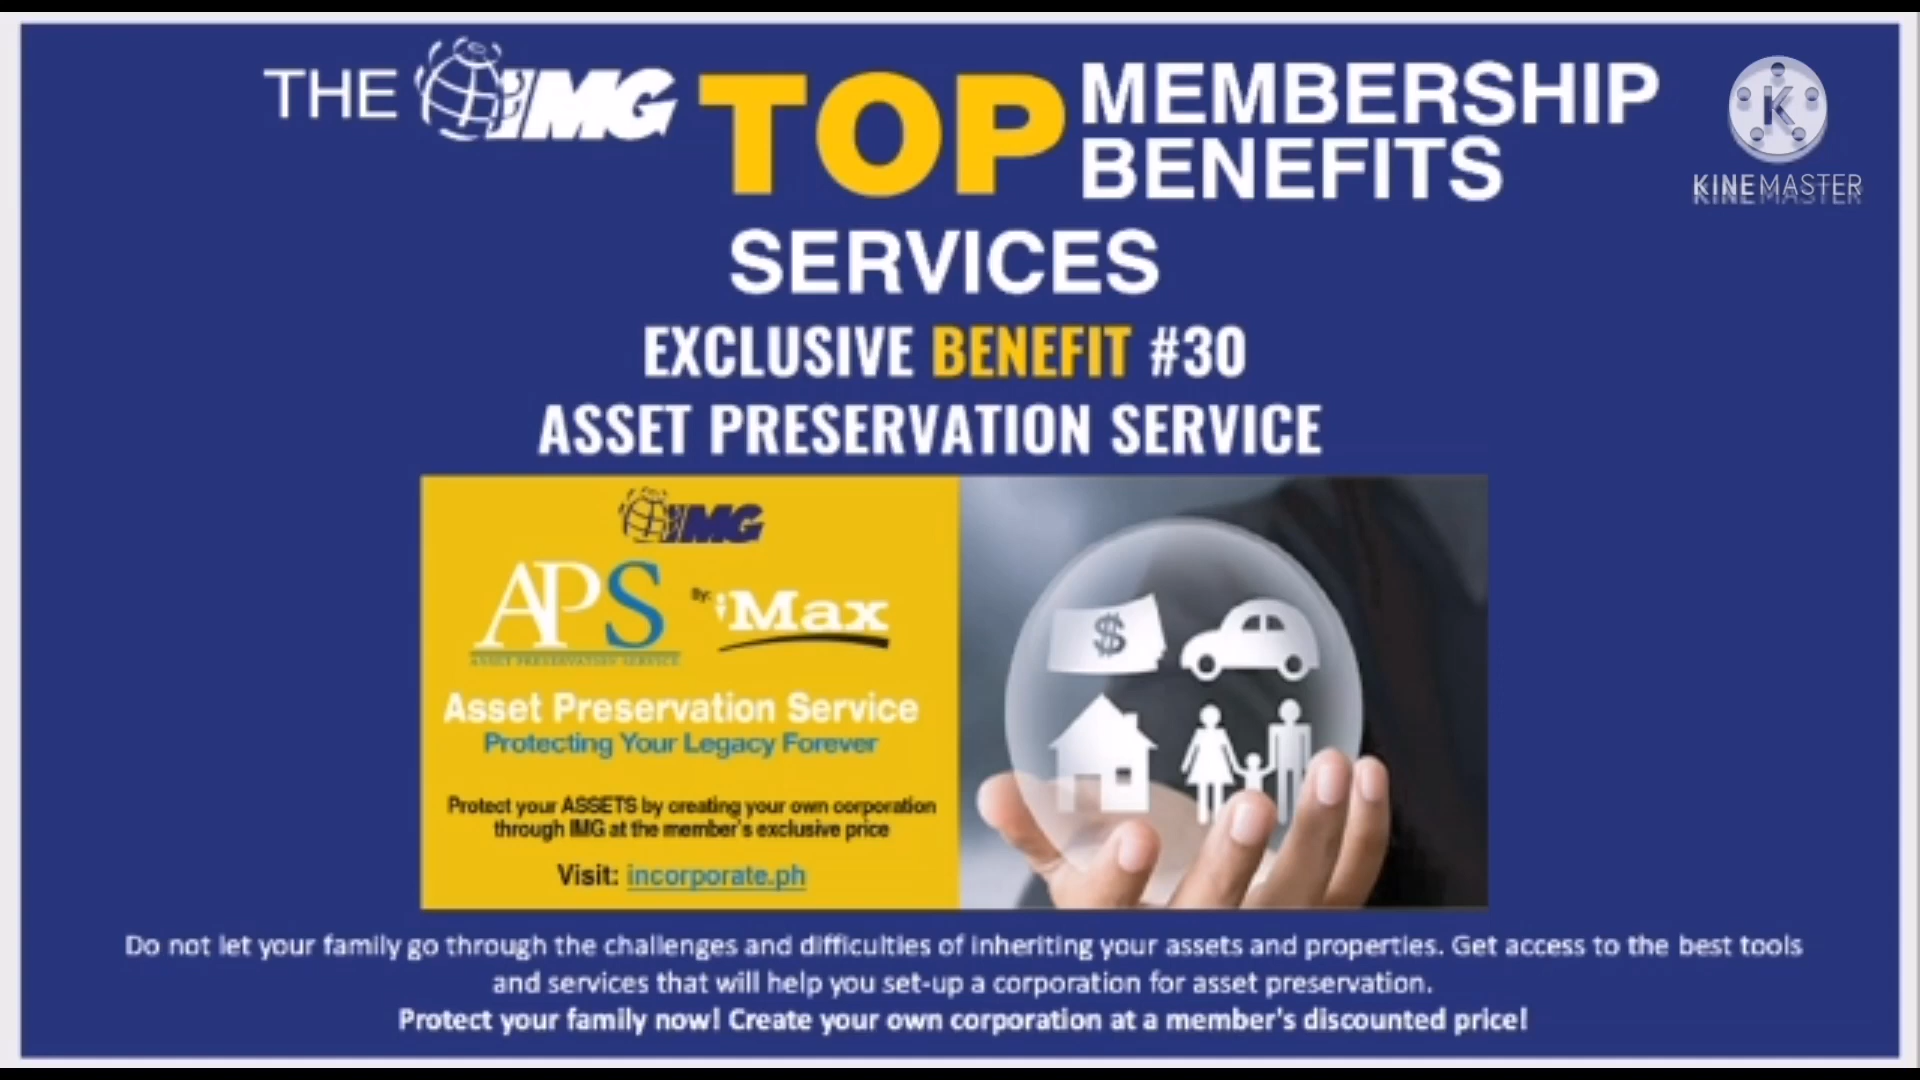 THE IMG TOP MEMBERSHIP BENEFITS
SERVICES
EXCLUSIVE BENEFIT #30
ASSET PRESERVATION SERVICE
IMG
APS By: iMax
ASSET PRESERVATION SERVICE
Asset Preservation Service
Protecting Your Legacy Forever
Protect your ASSETS by creating your own corporation
through IMG at the member's exclusive price
Visit: incorporate.ph
$
Do not let your family go through the challenges and difficulties of inheriting your assets and properties. Get access to the best tools
and services that will help you set-up a corporation for asset preservation.
Protect your family now! Create your own corporation at a member's discounted price!
K
KINEMASTER